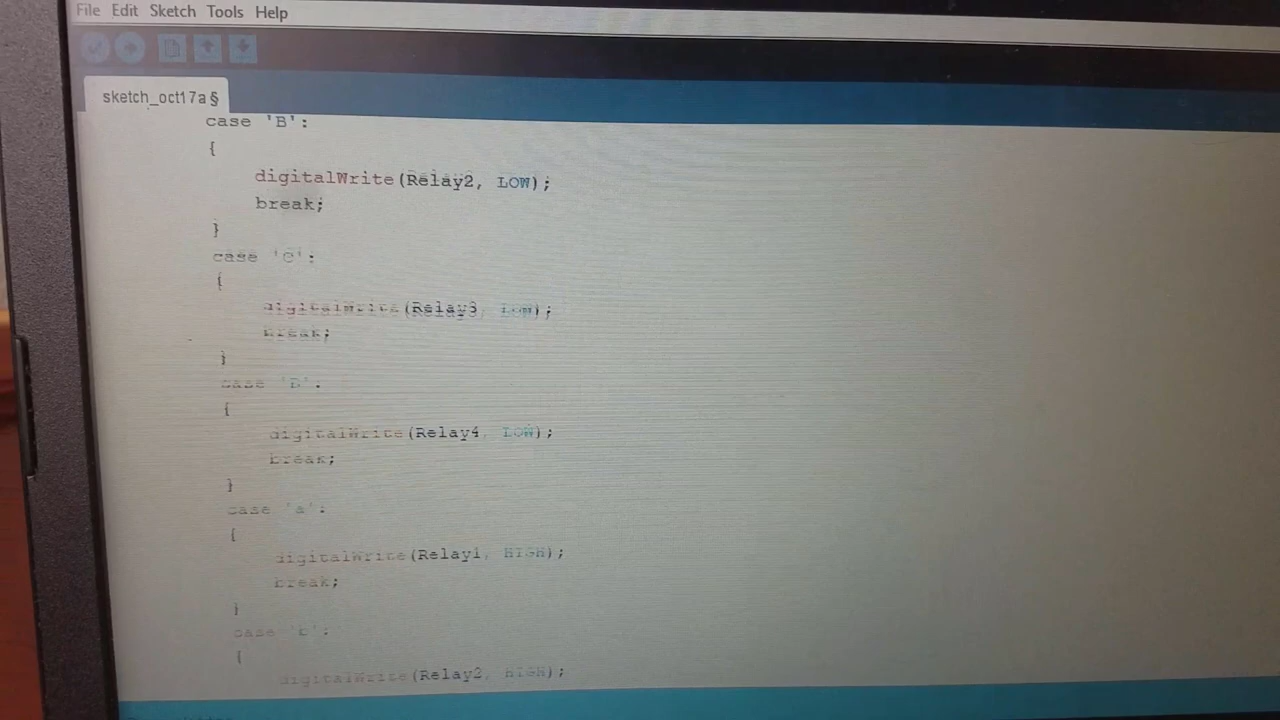 File Edit Sketch Tools Help
sketch_oct17a §
case 'B':
{
digitalWrite(Relay2, LOW);
break;
}
case 'C':
{
digitalWrite(Relay3, LOW);
break;
}
case 'D':
{
digitalWrite(Relay4, LOW);
break;
}
case 'a':
{
digitalWrite(Relay1, HIGH);
break;
}
case 'b':
{
digitalWrite(Relay2, HIGH);